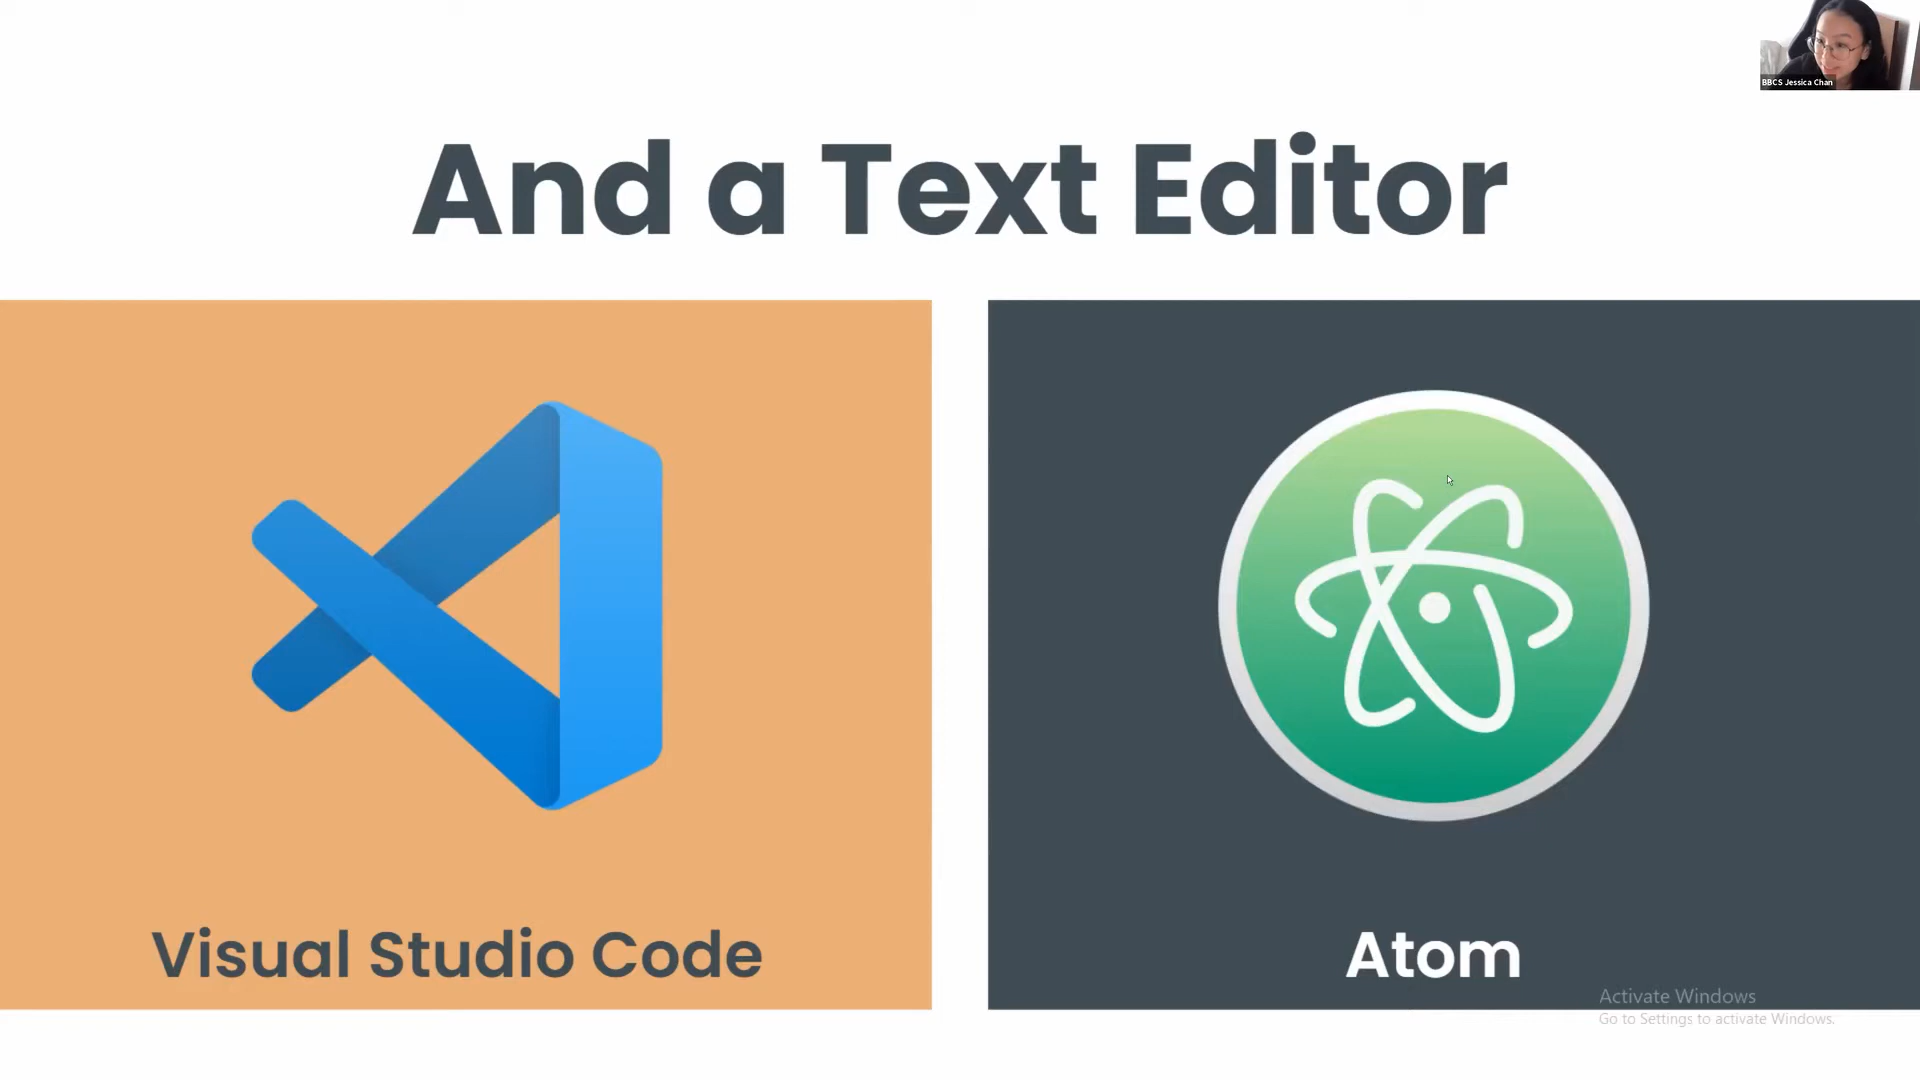 BBCS Jessica Chan
And a Text Editor
Visual Studio Code
Atom
Activate Windows
Go to Settings to activate Windows.